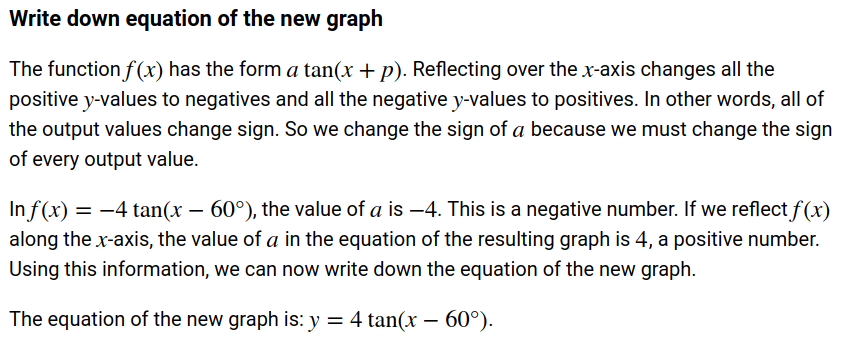 Write down equation of the new graph
The function f(x) has the form a tan(x + p). Reflecting over the x-axis changes all the
positive y-values to negatives and all the negative y-values to positives. In other words, all of
the output values change sign. So we change the sign of a because we must change the sign
of every output value.
In f(x) = −4 tan(x − 60°), the value of a is −4. This is a negative number. If we reflect f(x)
along the x-axis, the value of a in the equation of the resulting graph is 4, a positive number.
Using this information, we can now write down the equation of the new graph.
The equation of the new graph is: y = 4 tan(x − 60°).